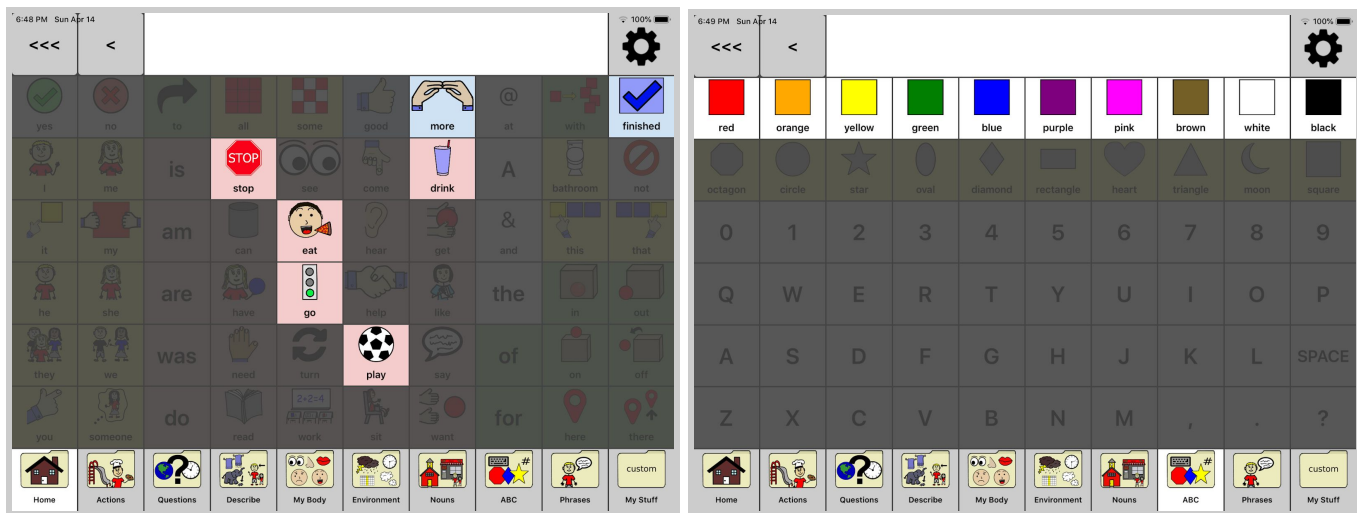 6:48 PM Sun Apr 14
100%
<<< <
yes no to all some good more @ at with finished
I me is STOP stop see come drink A bathroom not
it my am can eat hear get & and this that
he she are have go help like the in out
they we was need turn play say of on off
you someone do read 2+2=4 work sit want for here there
# custom
Home Actions Questions Describe My Body Environment Nouns ABC Phrases My Stuff
6:49 PM Sun Apr 14
100%
<<< <
red orange yellow green blue purple pink brown white black
octagon circle star oval diamond rectangle heart triangle moon square
0 1 2 3 4 5 6 7 8 9
Q W E R T Y U I O P
A S D F G H J K L SPACE
Z X C V B N M , . ?
# custom
Home Actions Questions Describe My Body Environment Nouns ABC Phrases My Stuff